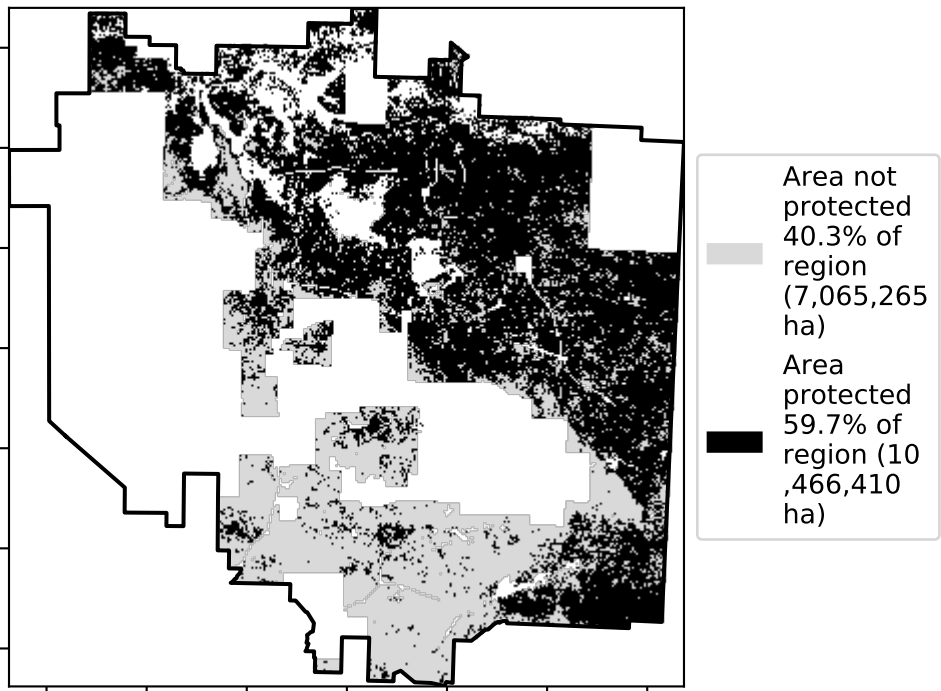 Area not
protected
40.3% of
region
(7,065,265
ha)
Area
protected
59.7% of
region (10
,466,410
ha)